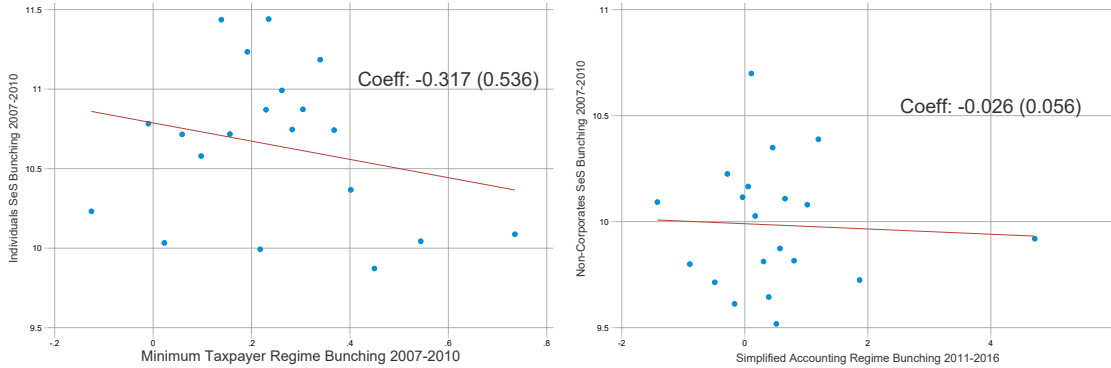 11.5
11
10.5
10
9.5
Individuals SeS Bunching 2007-2010
Coeff: -0.317 (0.536)
-.2 0 .2 .4 .6 .8
Minimum Taxpayer Regime Bunching 2007-2010
11
10.5
10
9.5
Non-Corporates SeS Bunching 2007-2010
Coeff: -0.026 (0.056)
-2 0 2 4
Simplified Accounting Regime Bunching 2011-2016